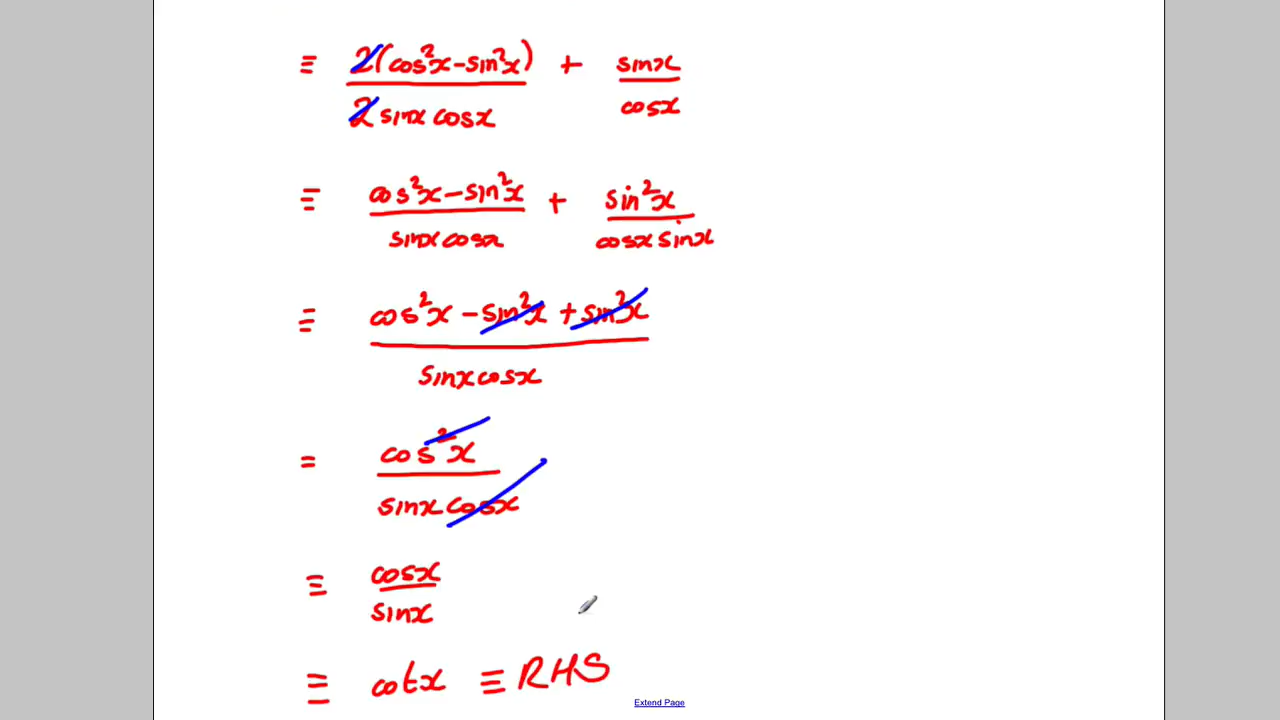 ≡ 2(cos²x-sin²x) / 2 sinx cosx + sinx / cosx
≡ cos²x-sin²x / sinx cosx + sin²x / cosx sinx
≡ cos²x - sin²x + sin²x / sinx cosx
= cos²x / sinx cosx
≡ cosx / sinx
≡ cotx ≡ RHS
Extend Page